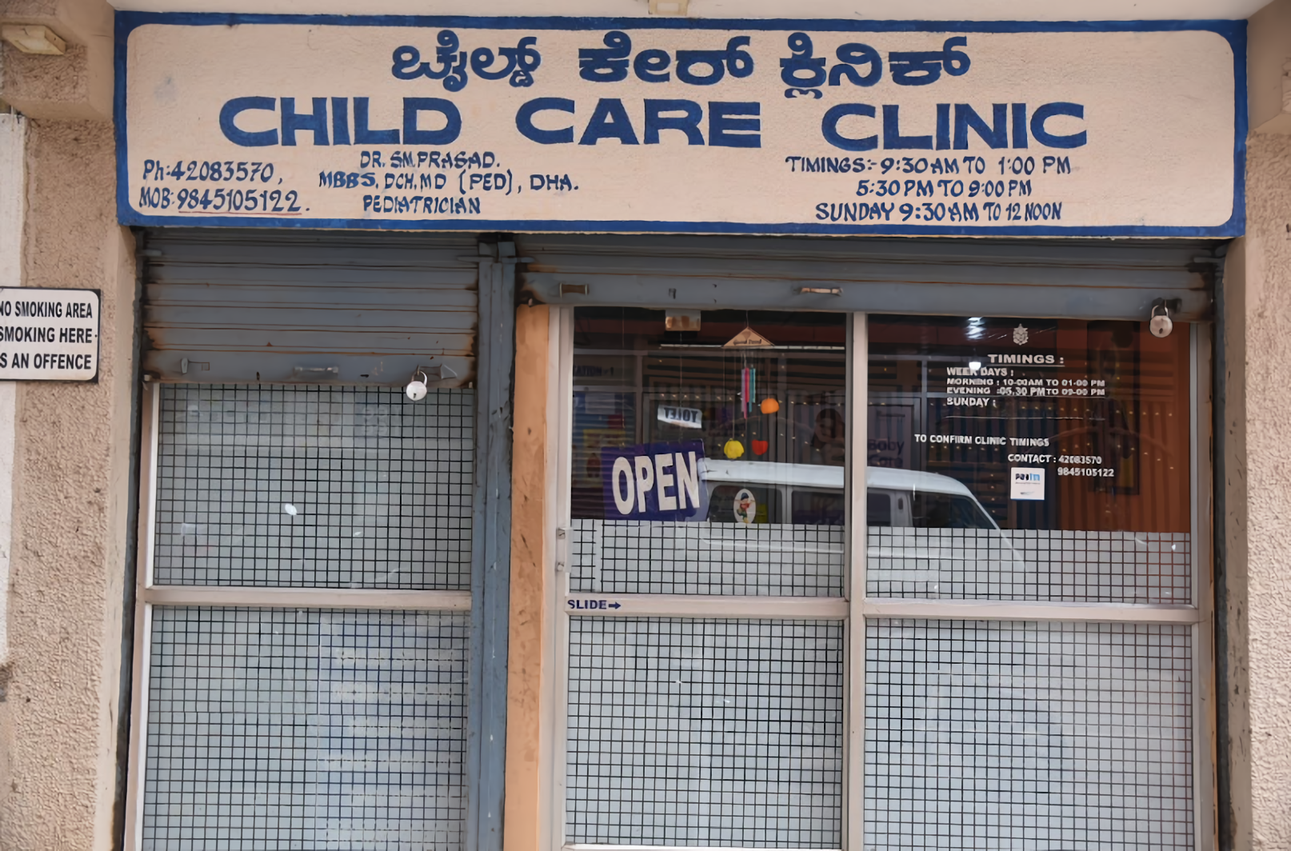 ಚೈಲ್ಡ್ ಕೇರ್ ಕ್ಲಿನಿಕ್
CHILD CARE CLINIC
Ph:42083570,
MOB:9845105122.
DR. SM.PRASAD.
MBBS, DCH, MD (PED), DHA.
PEDIATRICIAN
TIMINGS:- 9:30 AM TO 1:00 PM
5:30 PM TO 9:00 PM
SUNDAY 9:30 AM TO 12 NOON
NO SMOKING AREA
SMOKING HERE
IS AN OFFENCE
TOLET
OPEN
SLIDE
TIMINGS :
WEEK DAYS :
MORNING : 10-00AM TO 01-00 PM
EVENING :05.30 PM TO 09-00 PM
SUNDAY :
TO CONFIRM CLINIC TIMINGS
CONTACT : 42083570
9845105122